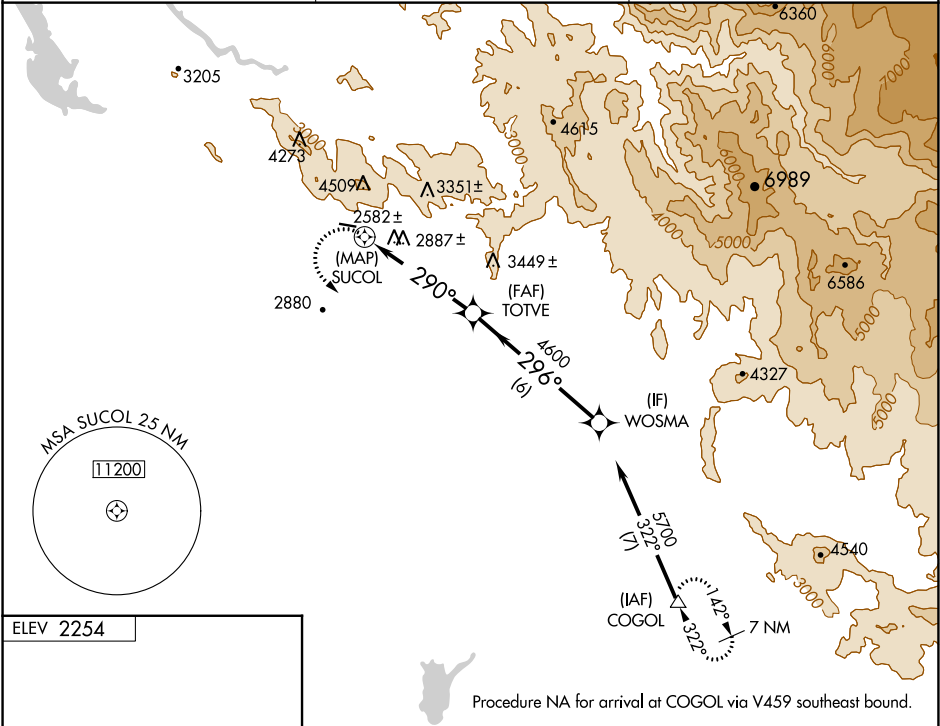 6360
3205
3000
4273
4509
3351±
3000
4615
6000
7000
6000
6989
4000
5000
6586
5000
2582±
2887±
(MAP)
SUCOL
3449±
290°
(FAF)
TOTVE
2880
4600
296°
(6)
4327
(IF)
WOSMA
5000
MSA SUCOL 25 NM
11200
5700
322°
(7)
4540
3000
(IAF)
COGOL
142°
322°
7 NM
ELEV 2254
Procedure NA for arrival at COGOL via V459 southeast bound.